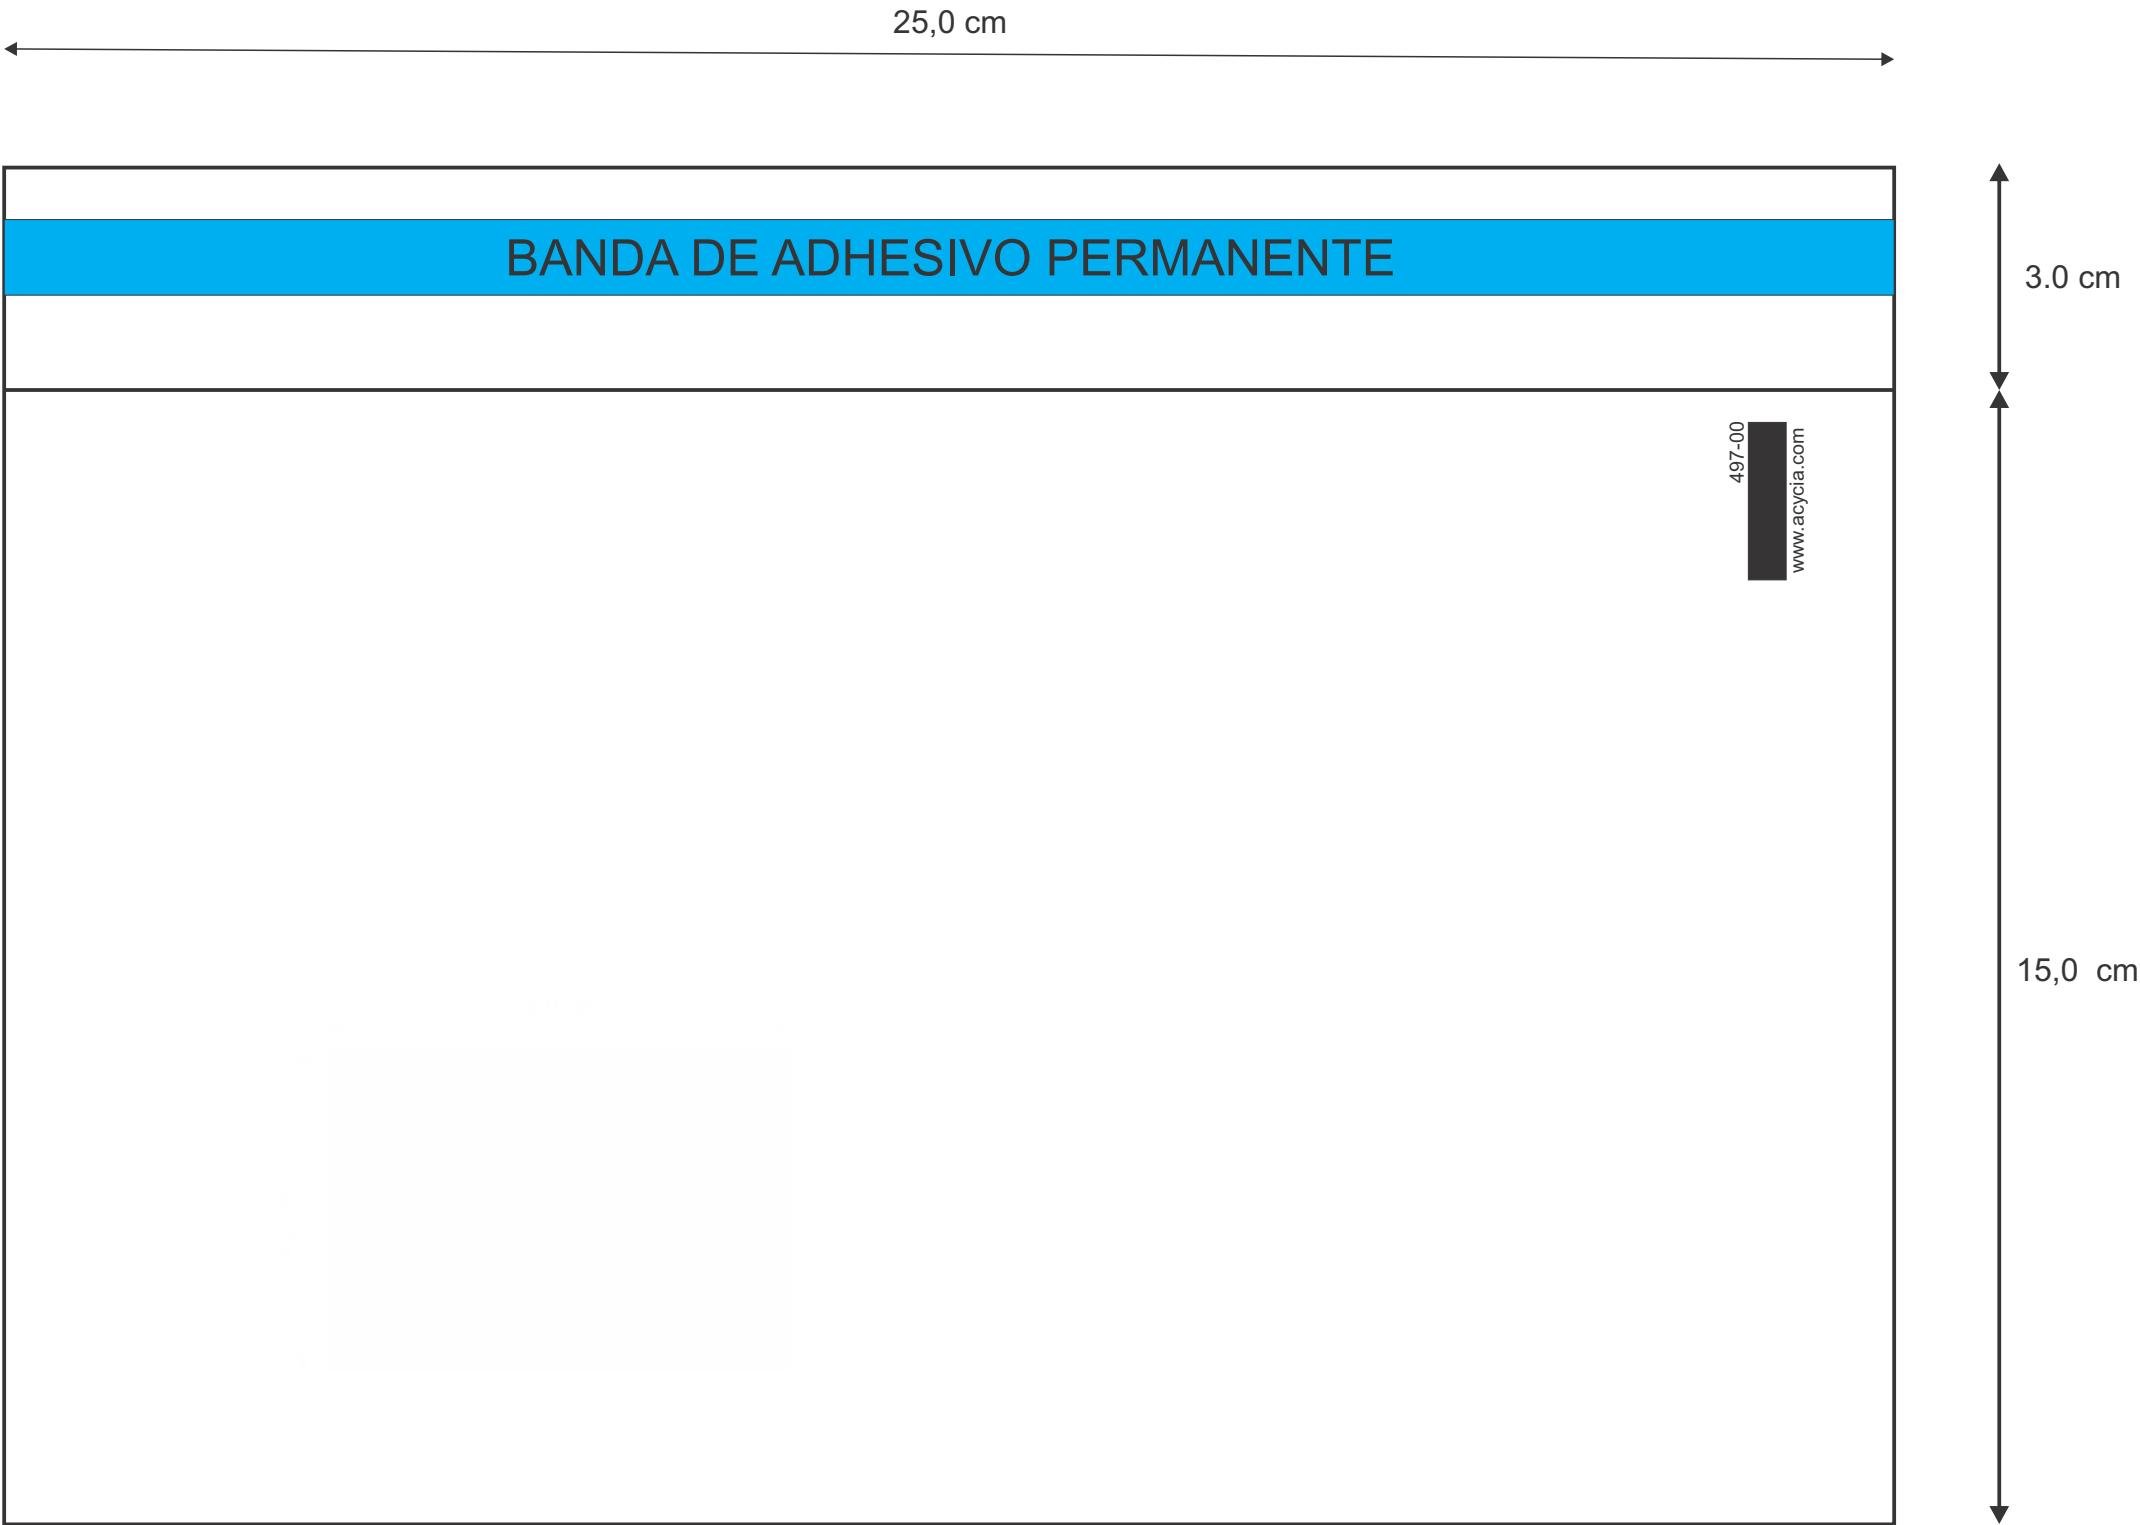 25,0 cm
BANDA DE ADHESIVO PERMANENTE
3.0 cm
497-00
www.acycia.com
15,0 cm